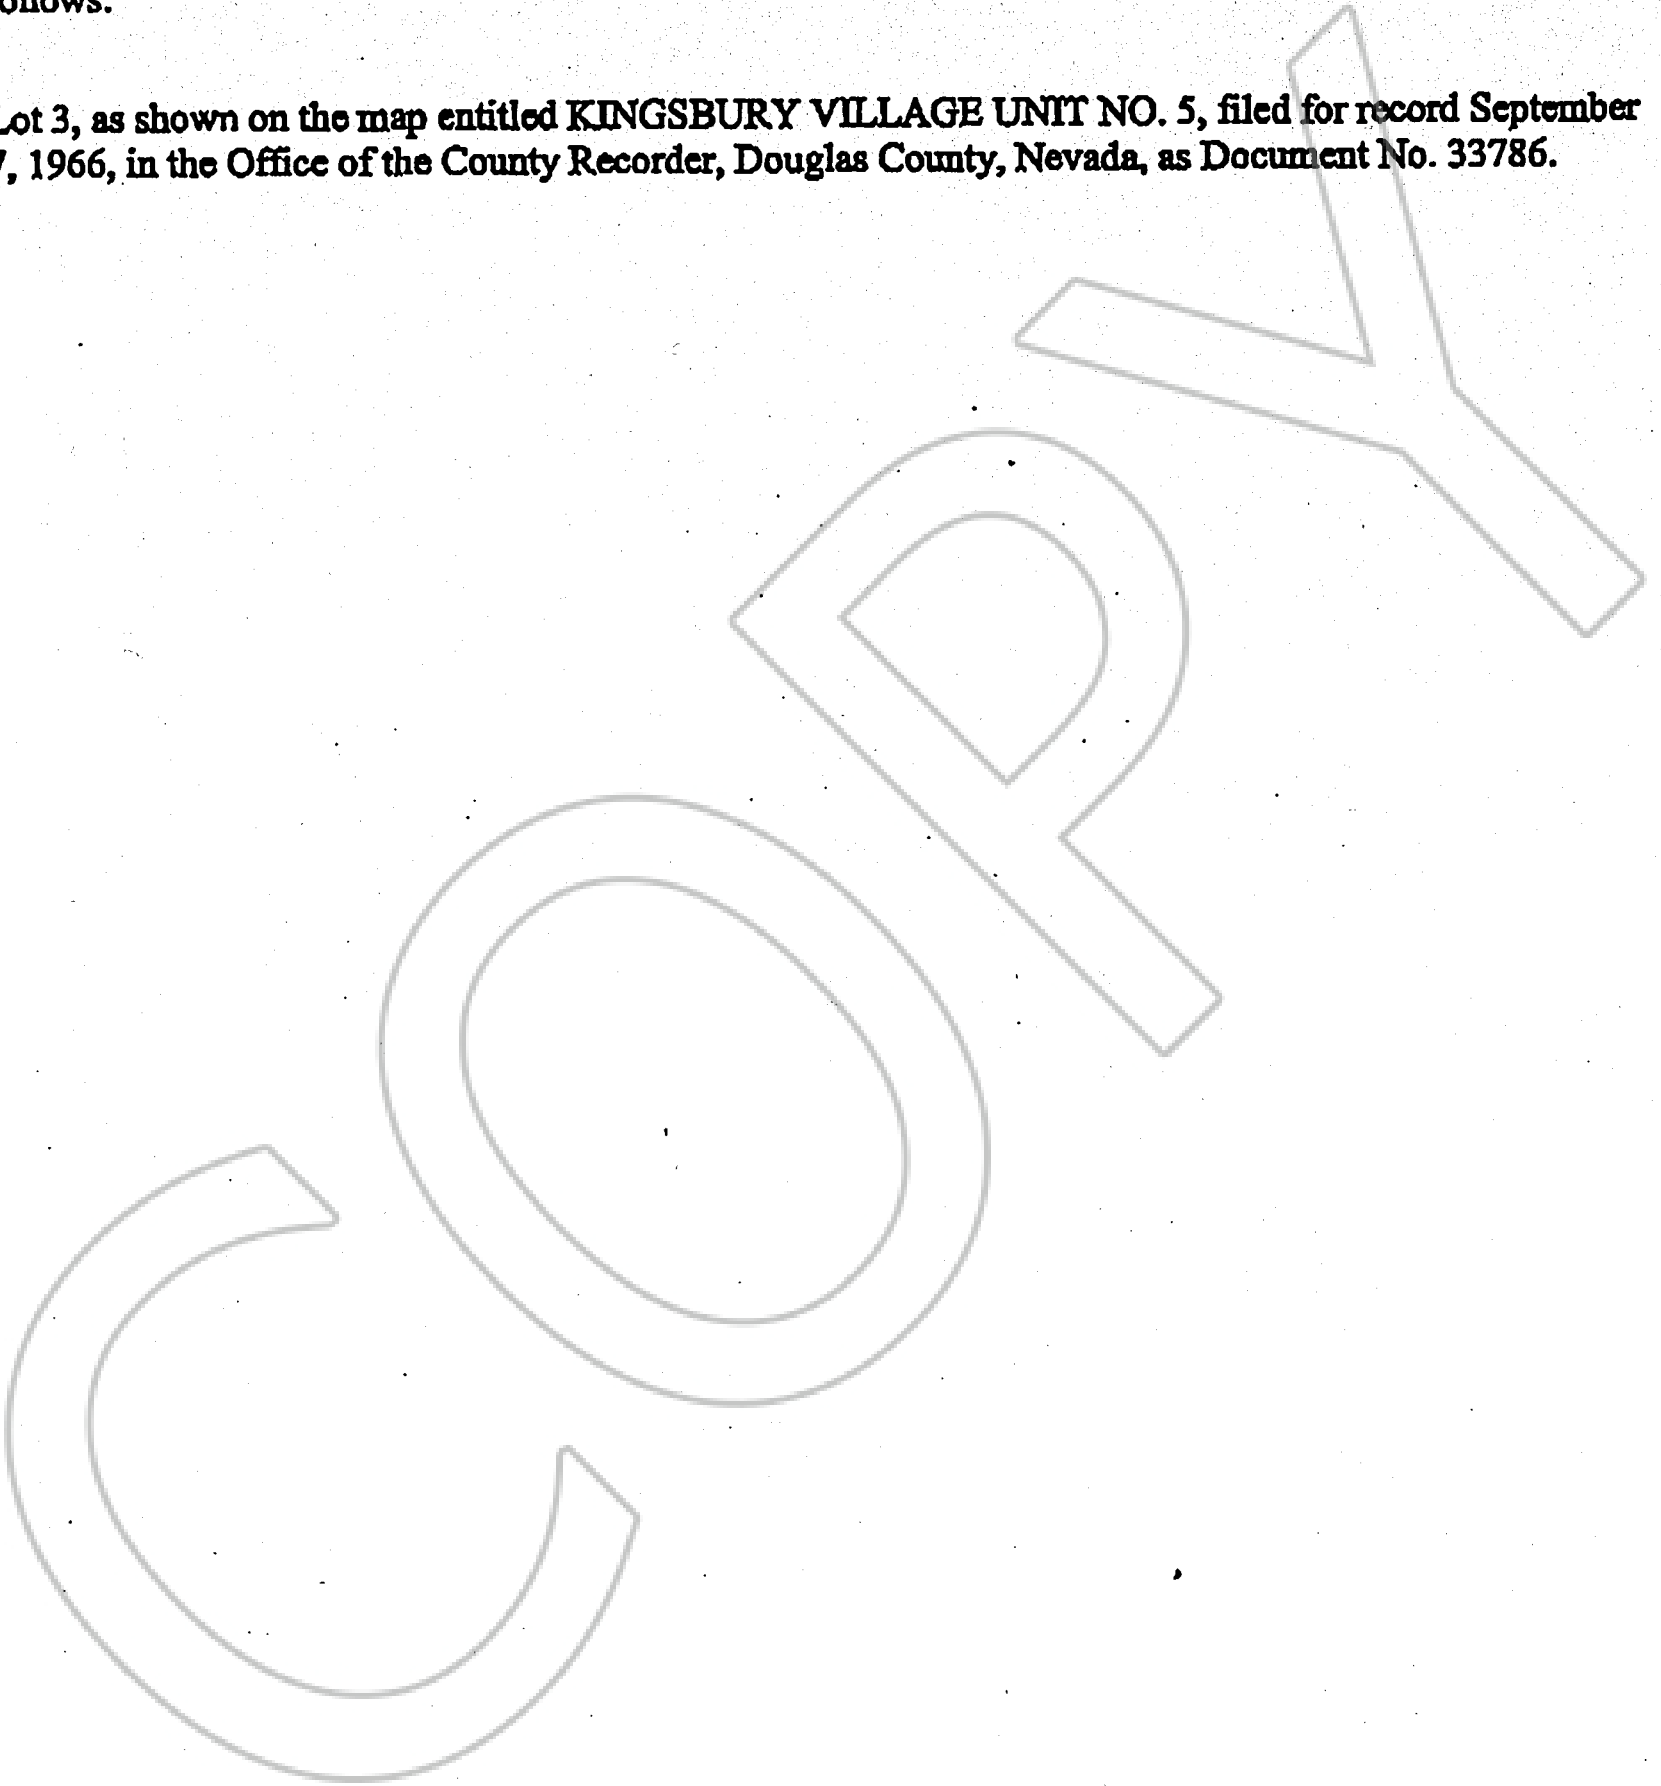 Lot 3, as shown on the map entitled KINGSBURY VILLAGE UNIT NO. 5, filed for record September
7, 1966, in the Office of the County Recorder, Douglas County, Nevada, as Document No. 33786.
COPY